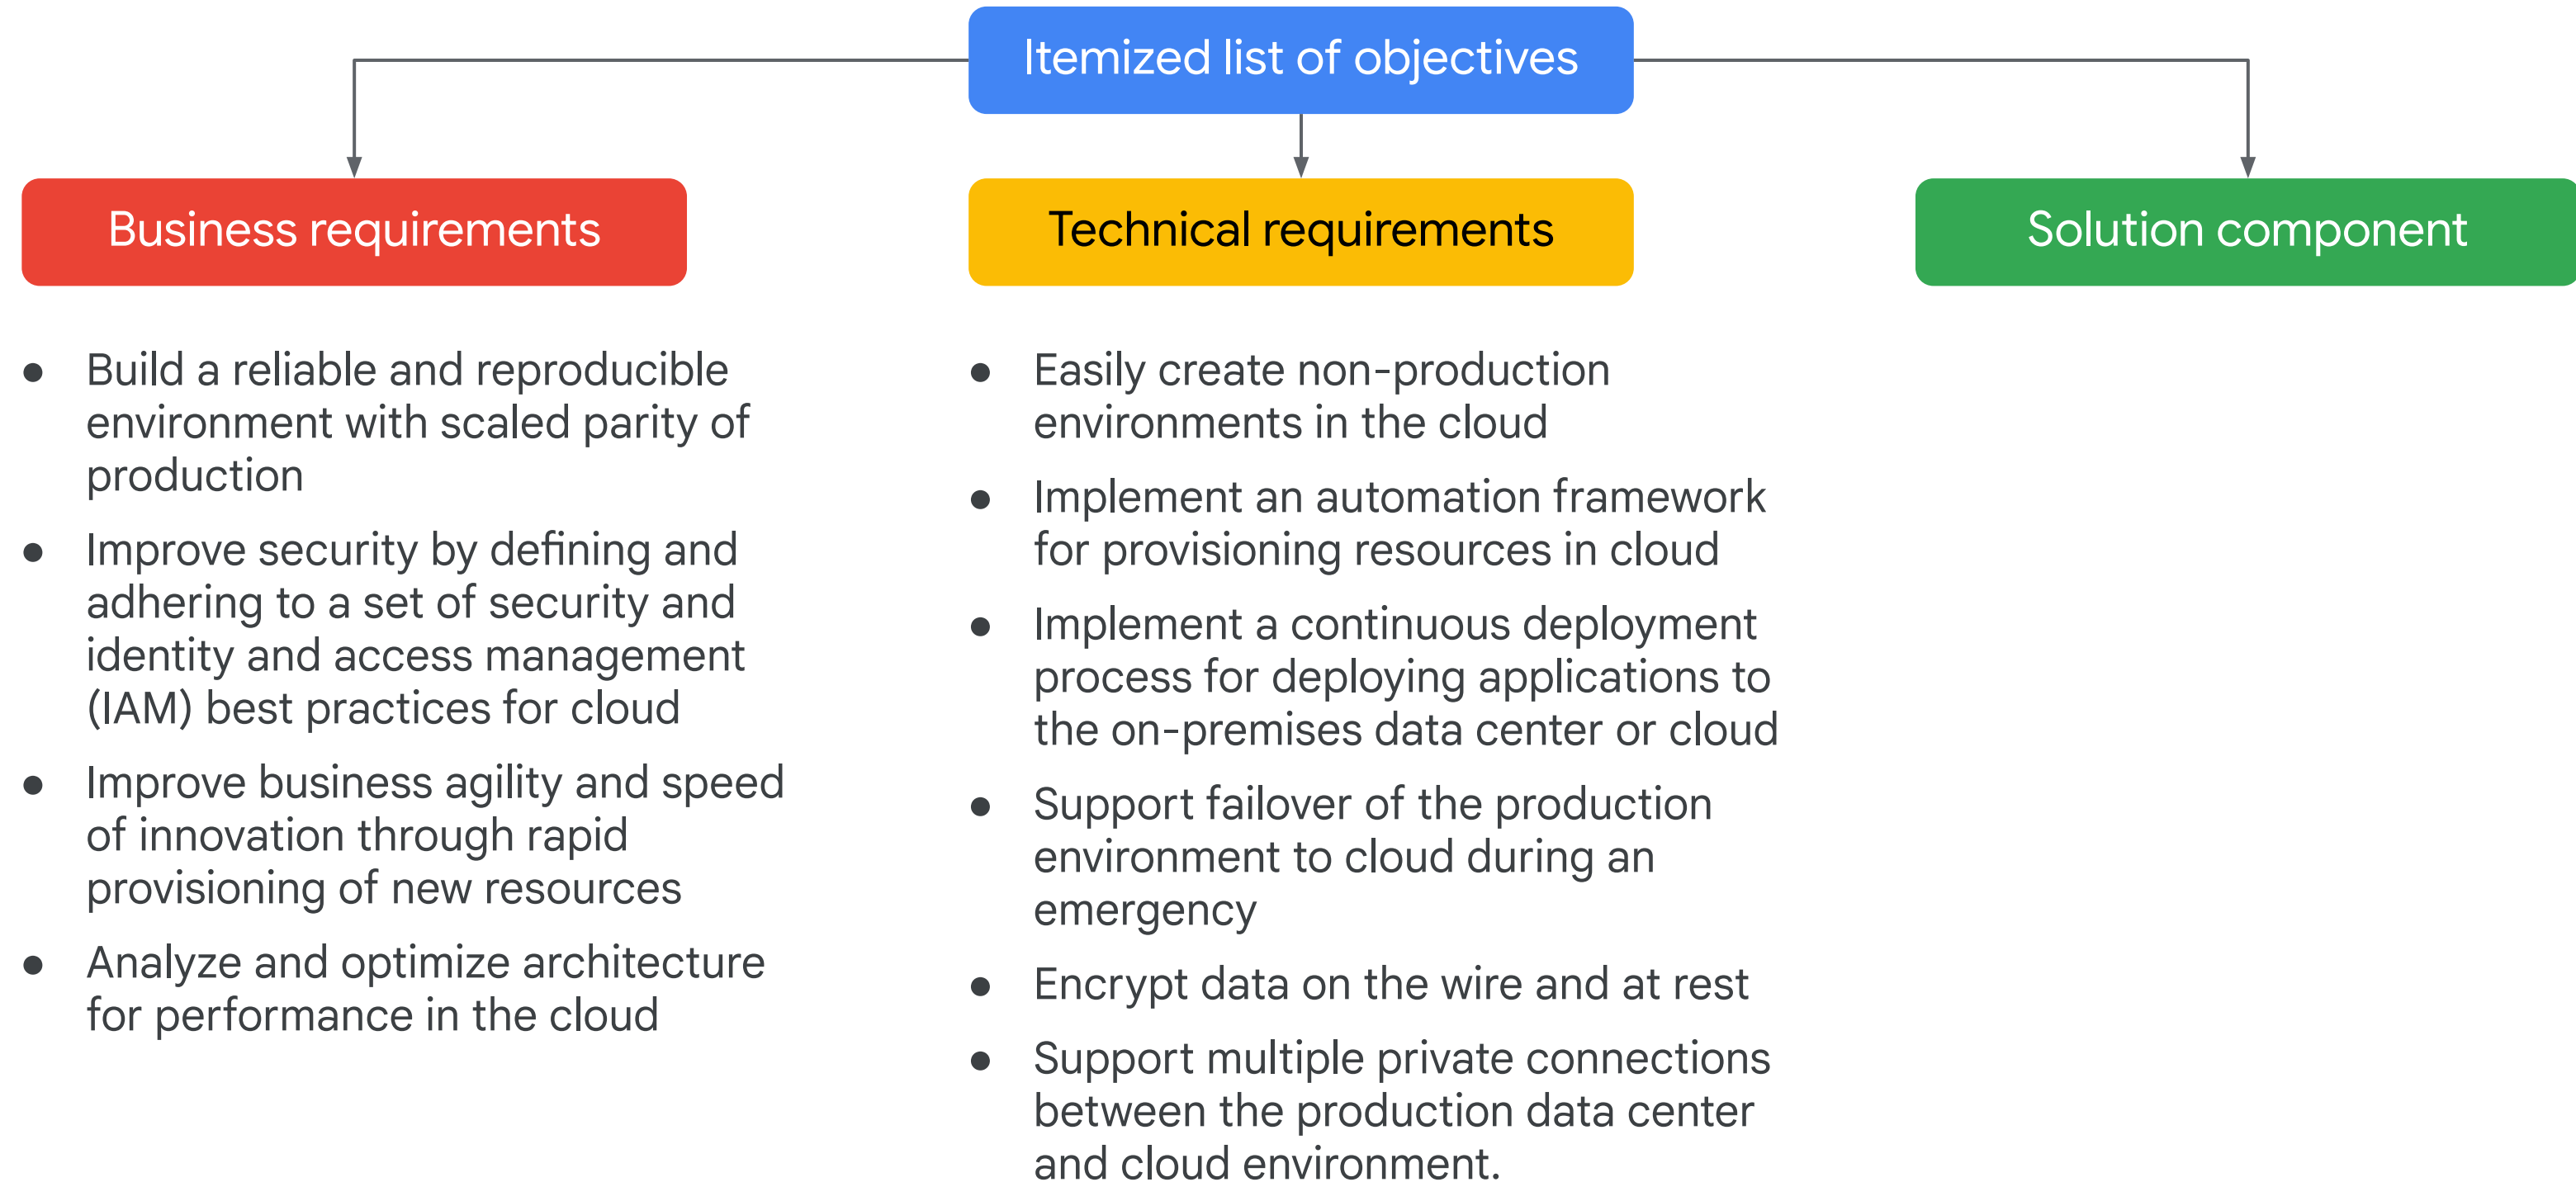 Itemized list of objectives
Business requirements
Technical requirements
Solution component
● Build a reliable and reproducible
environment with scaled parity of
production
● Improve security by defining and
adhering to a set of security and
identity and access management
(IAM) best practices for cloud
● Improve business agility and speed
of innovation through rapid
provisioning of new resources
● Analyze and optimize architecture
for performance in the cloud
● Easily create non-production
environments in the cloud
● Implement an automation framework
for provisioning resources in cloud
● Implement a continuous deployment
process for deploying applications to
the on-premises data center or cloud
● Support failover of the production
environment to cloud during an
emergency
● Encrypt data on the wire and at rest
● Support multiple private connections
between the production data center
and cloud environment.